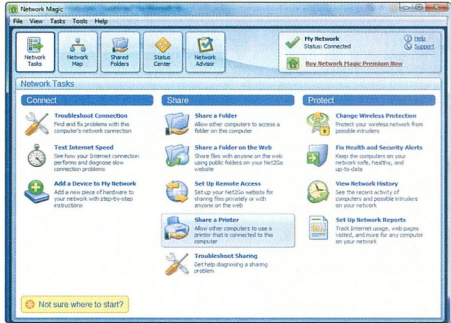 Network Magic
File View Tasks Tools Help
Network Tasks
Network Map
Shared Folders
Status Center
Network Advisor
My Network
Status: Connected
Help
Support
Buy Network Magic Premium Now
Network Tasks
Connect
Troubleshoot Connection
Find and fix problems with this
computer's network connection
Test Internet Speed
See how your Internet connection
performs and diagnose slow
connection problems
Add a Device to My Network
Add a new piece of hardware to
your network with step-by-step
instructions
Share
Share a Folder
Allow other computers to access a
folder on this computer
Share a Folder on the Web
Share files with anyone on the web
using public folders on your Net2Go
website
Set Up Remote Access
Set up your Net2Go website for
sharing files privately or with
anyone on the web
Share a Printer
Allow other computers to use a
printer that is connected to this
computer
Troubleshoot Sharing
Get help diagnosing a sharing
problem
Protect
Change Wireless Protection
Protect your wireless network from
possible intruders
Fix Health and Security Alerts
Keep the computers on your
network safe, healthy, and
up-to-date
View Network History
See the recent activity of
computers and possible intruders
on your network
Set Up Network Reports
Track Internet usage, web pages
visited, and more for any computer
on your network
Not sure where to start?